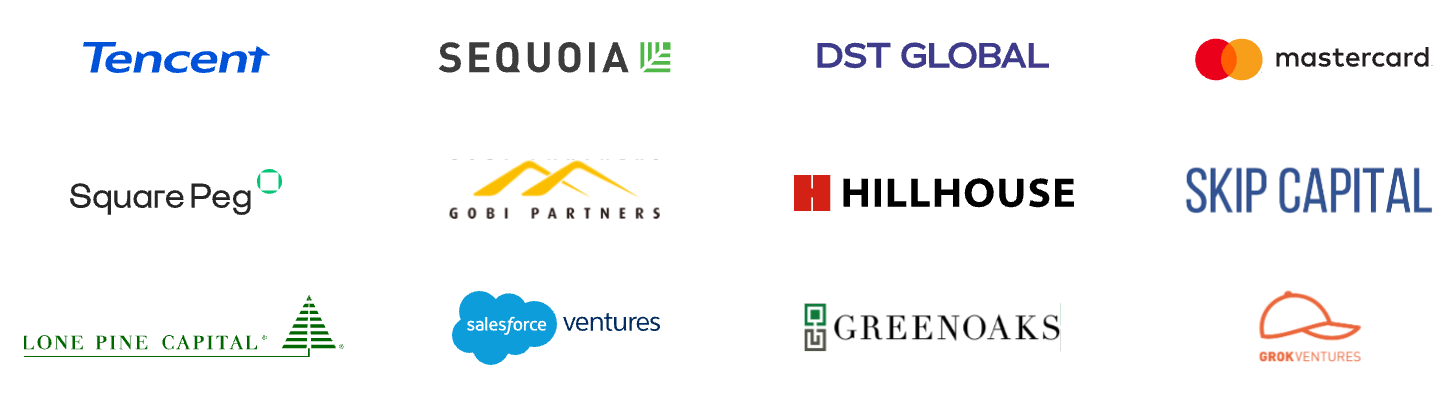 Tencent
SEQUOIA
DST GLOBAL
mastercard
Square Peg
GOBI PARTNERS
HILLHOUSE
SKIP CAPITAL
LONE PINE CAPITAL®
®
salesforce ventures
GREENOAKS
GROKVENTURES